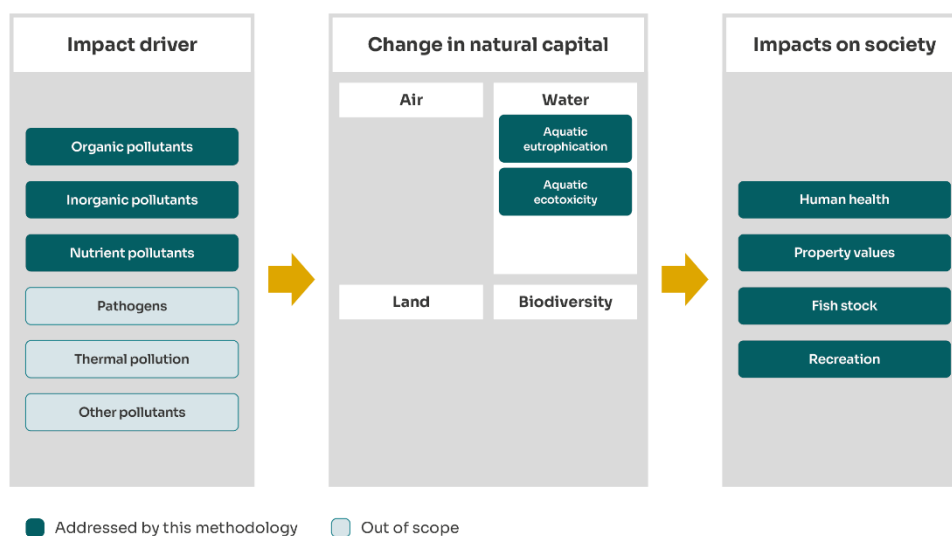 Impact driver
Organic pollutants
Inorganic pollutants
Nutrient pollutants
Pathogens
Thermal pollution
Other pollutants
Change in natural capital
Air
Water
Aquatic
eutrophication
Aquatic
ecotoxicity
Land
Biodiversity
Impacts on society
Human health
Property values
Fish stock
Recreation
Addressed by this methodology
Out of scope